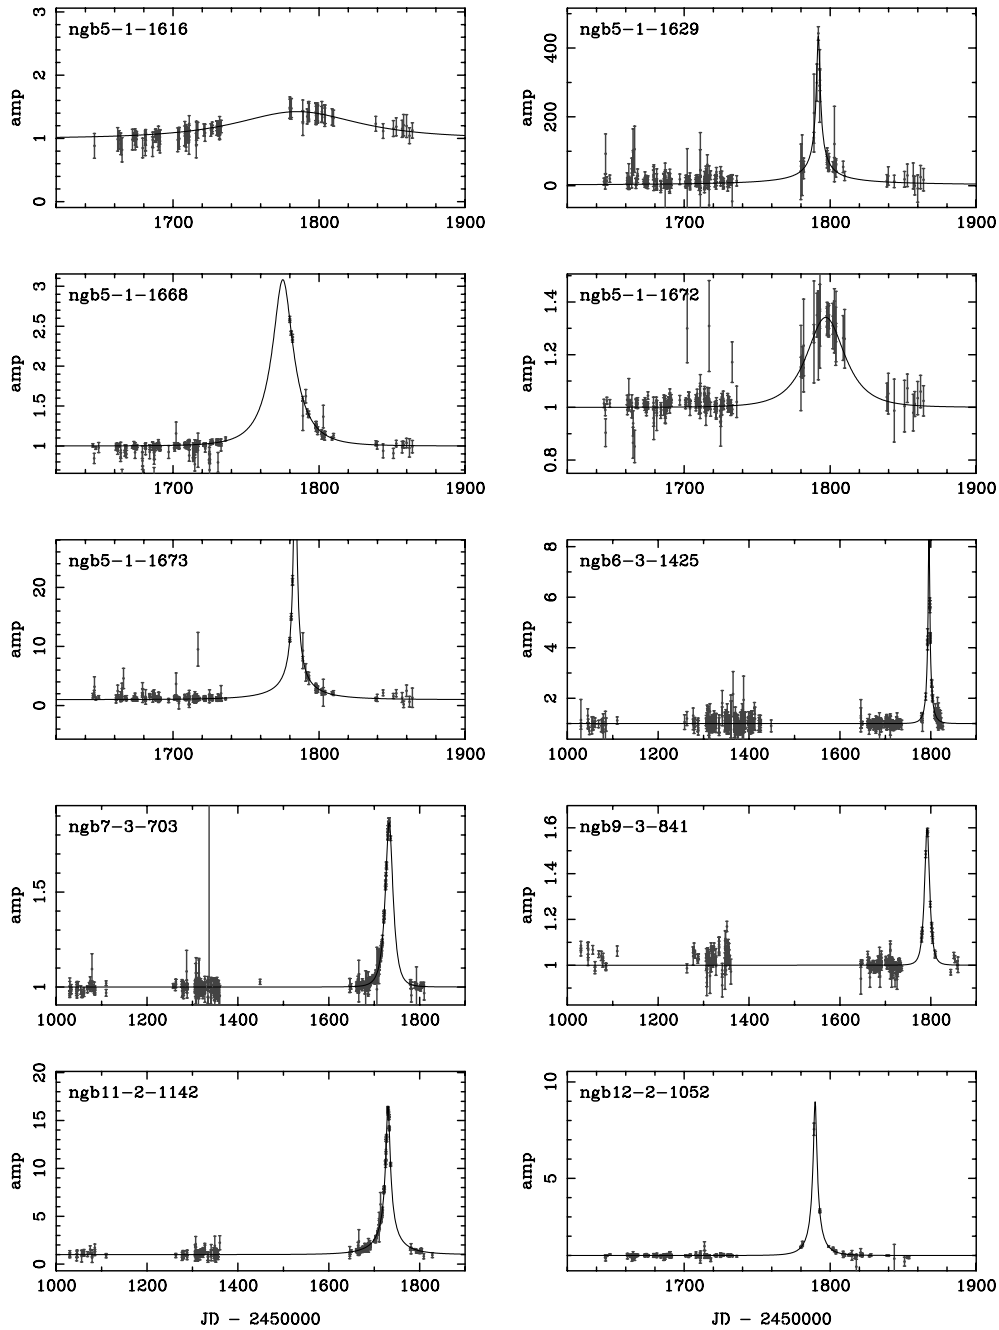 ngb5-1-1616
amp
0 1 2 3
1700 1800 1900
ngb5-1-1629
amp
0 200 400
1700 1800 1900
ngb5-1-1668
amp
1 1.5 2 2.5 3
1700 1800 1900
ngb5-1-1672
amp
0.8 1 1.2 1.4
1700 1800 1900
ngb5-1-1673
amp
0 10 20
1700 1800 1900
ngb6-3-1425
amp
2 4 6 8
1000 1200 1400 1600 1800
ngb7-3-703
amp
1 1.5
1000 1200 1400 1600 1800
ngb9-3-841
amp
1 1.2 1.4 1.6
1000 1200 1400 1600 1800
ngb11-2-1142
amp
0 5 10 15 20
1000 1200 1400 1600 1800
JD - 2450000
ngb12-2-1052
amp
5 10
1700 1800 1900
JD - 2450000